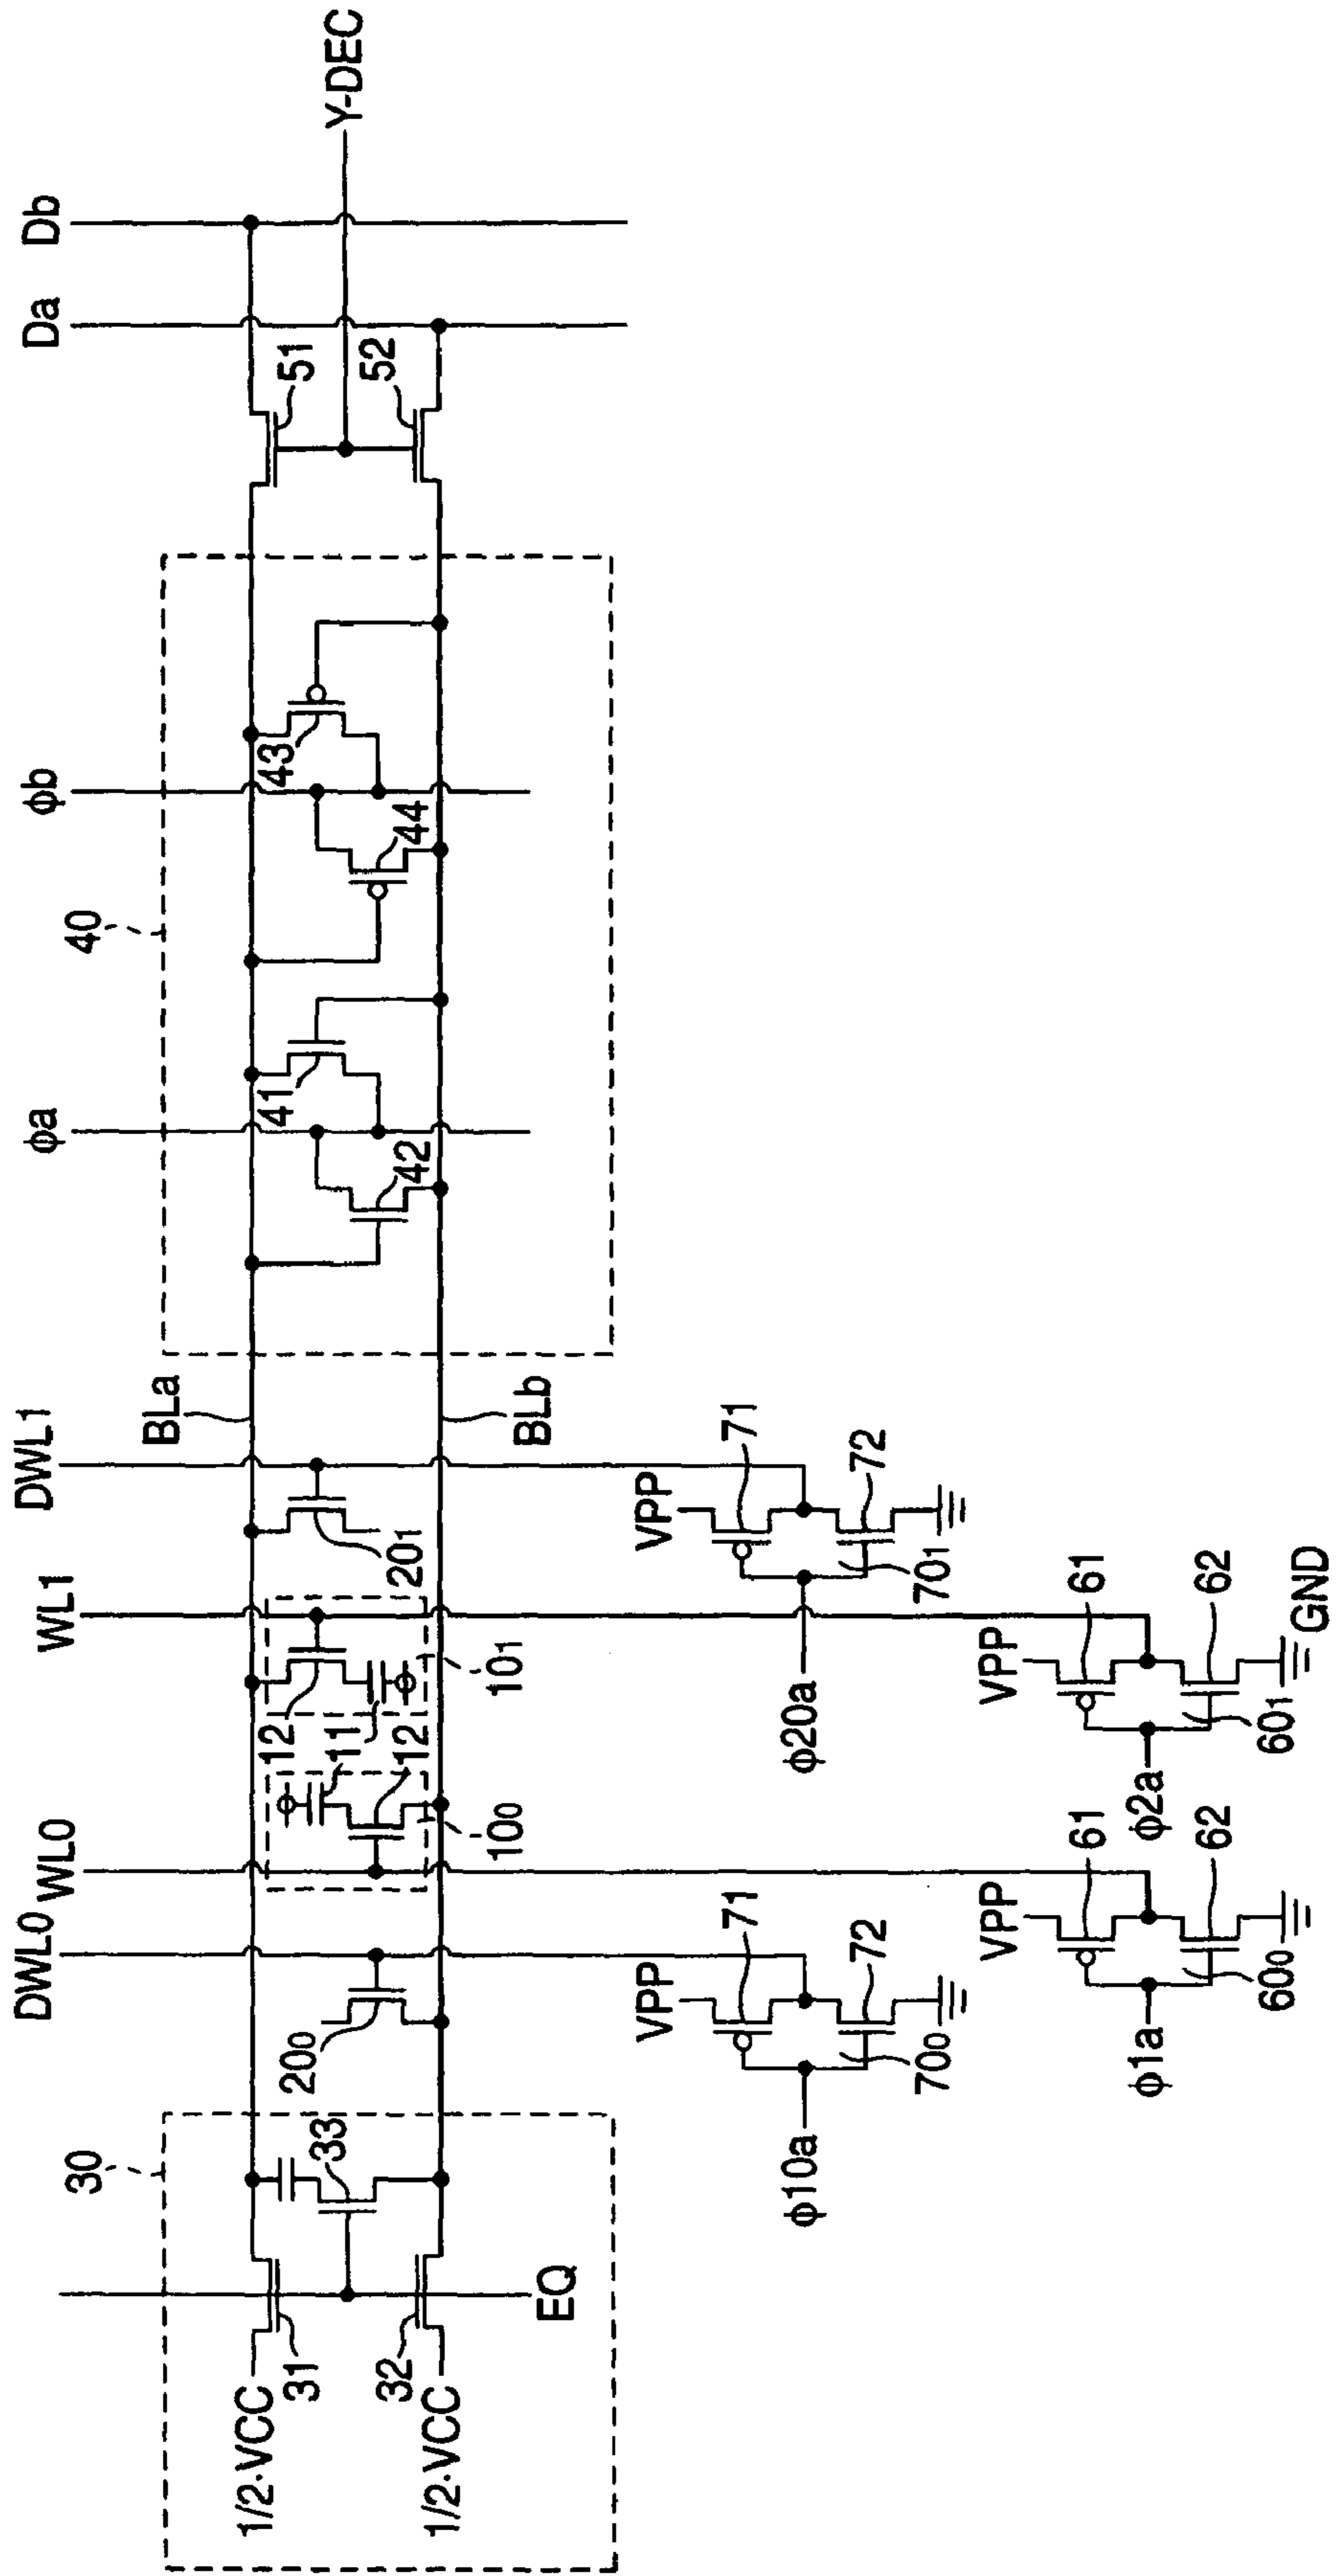 DWL0
WL0
WL1
DWL1
φa
φb
Da
Db
30
40
BLa
1/2·VCC
31
33
20₀
12
11
10₁
20₁
41
43
51
Y-DEC
1/2·VCC
32
EQ
10₀
12
42
44
52
BLb
VPP
71
φ10a
72
70₀
VPP
71
φ20a
72
70₁
VPP
61
φ1a
62
60₀
VPP
61
φ2a
62
60₁
GND